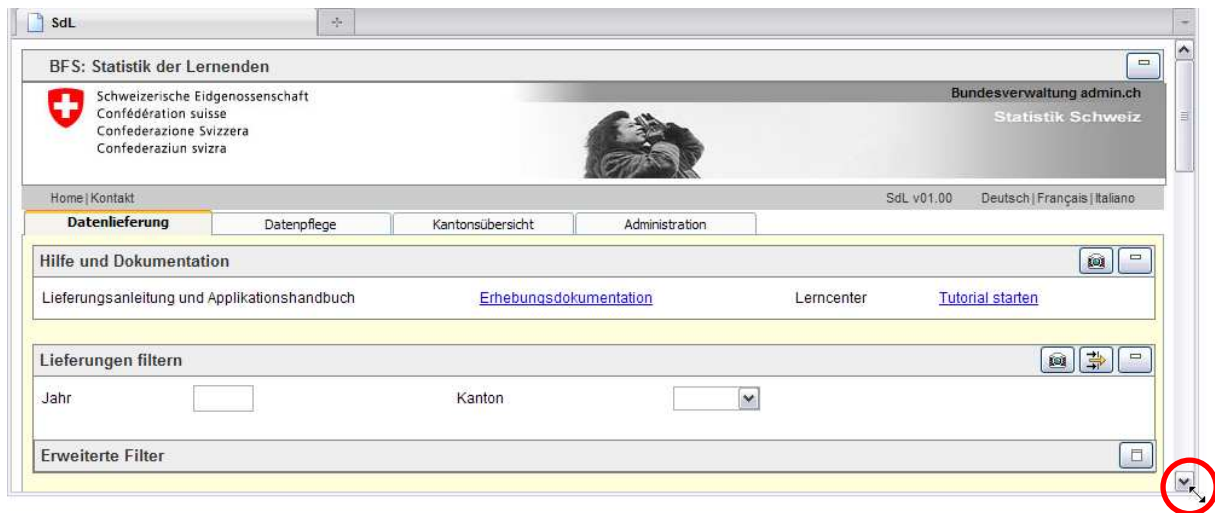 SdL
BFS: Statistik der Lernenden
Schweizerische Eidgenossenschaft
Confédération suisse
Confederazione Svizzera
Confederaziun svizra
Bundesverwaltung admin.ch
Statistik Schweiz
Home | Kontakt
SdL v01.00 Deutsch | Français | Italiano
Datenlieferung Datenpflege Kantonsübersicht Administration
Hilfe und Dokumentation
Lieferungsanleitung und Applikationshandbuch Erhebungsdokumentation Lerncenter Tutorial starten
Lieferungen filtern
Jahr Kanton
Erweiterte Filter